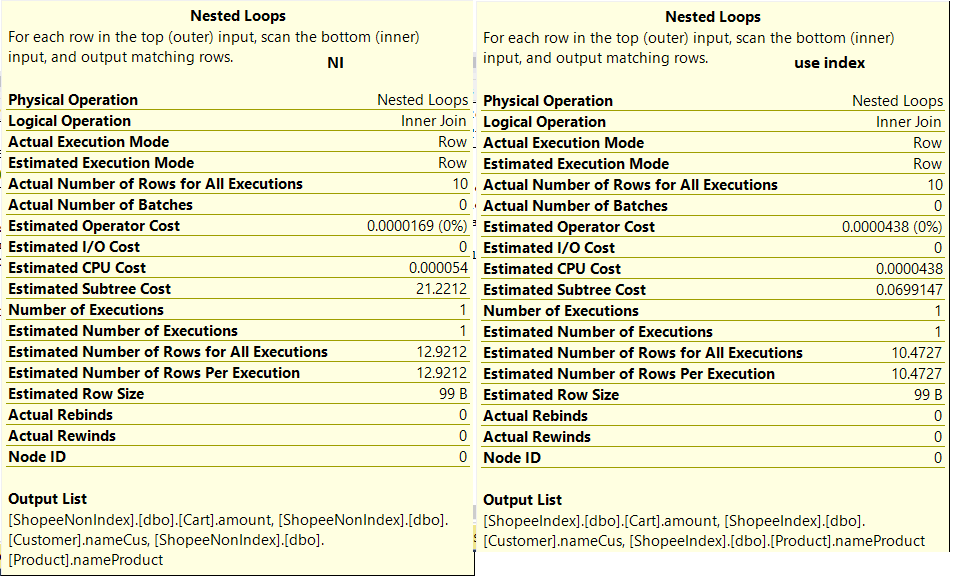 Nested Loops
For each row in the top (outer) input, scan the bottom (inner)
input, and output matching rows.
NI
Physical Operation Nested Loops
Logical Operation Inner Join
Actual Execution Mode Row
Estimated Execution Mode Row
Actual Number of Rows for All Executions 10
Actual Number of Batches 0
Estimated Operator Cost 0.0000169 (0%)
Estimated I/O Cost 0
Estimated CPU Cost 0.000054
Estimated Subtree Cost 21.2212
Number of Executions 1
Estimated Number of Executions 1
Estimated Number of Rows for All Executions 12.9212
Estimated Number of Rows Per Execution 12.9212
Estimated Row Size 99 B
Actual Rebinds 0
Actual Rewinds 0
Node ID 0
Output List
[ShopeeNonIndex].[dbo].[Cart].amount, [ShopeeNonIndex].[dbo].
[Customer].nameCus, [ShopeeNonIndex].[dbo].
[Product].nameProduct
Nested Loops
For each row in the top (outer) input, scan the bottom (inner)
input, and output matching rows.
use index
Physical Operation Nested Loops
Logical Operation Inner Join
Actual Execution Mode Row
Estimated Execution Mode Row
Actual Number of Rows for All Executions 10
Actual Number of Batches 0
Estimated Operator Cost 0.0000438 (0%)
Estimated I/O Cost 0
Estimated CPU Cost 0.0000438
Estimated Subtree Cost 0.0699147
Number of Executions 1
Estimated Number of Executions 1
Estimated Number of Rows for All Executions 10.4727
Estimated Number of Rows Per Execution 10.4727
Estimated Row Size 99 B
Actual Rebinds 0
Actual Rewinds 0
Node ID 0
Output List
[ShopeeIndex].[dbo].[Cart].amount, [ShopeeIndex].[dbo].
[Customer].nameCus, [ShopeeIndex].[dbo].[Product].nameProduct